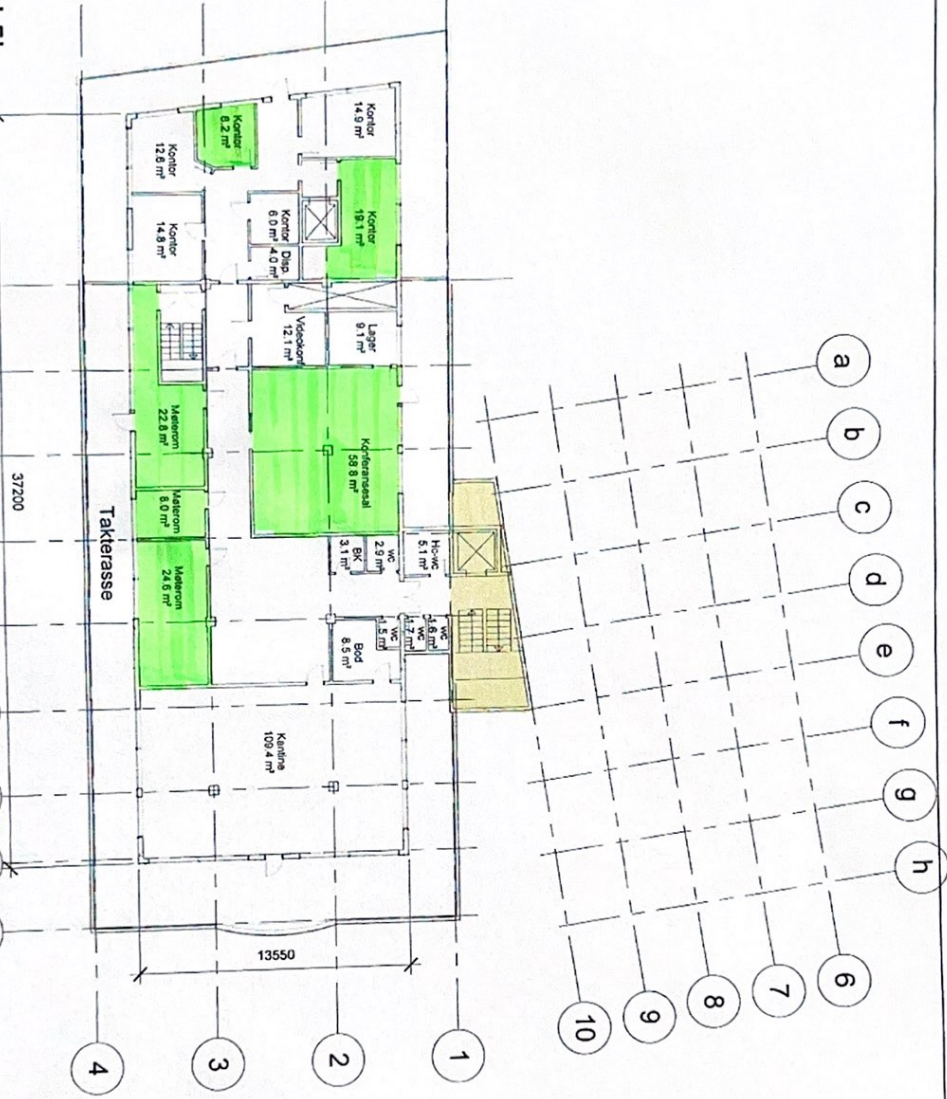 Kontor
14.9 m²
Kontor
6.2 m²
Kontor
12.6 m²
Kontor
19.1 m²
Kontor
6.0 m²
Disp.
4.0 m²
Kontor
14.8 m²
Lager
9.1 m²
Videokonf
12.1 m²
Konferansesal
58.8 m²
Møterom
22.8 m²
Møterom
8.0 m²
Møterom
24.6 m²
Hc-wc
5.1 m²
wc
2.9 m²
BK
3.1 m²
wc
1.6 m²
wc
1.7 m²
wc
1.5 m²
Bod
8.5 m²
Kantine
109.4 m²
Takterasse
37200
13550
a
b
c
d
e
f
g
h
6
7
8
9
10
1
2
3
4